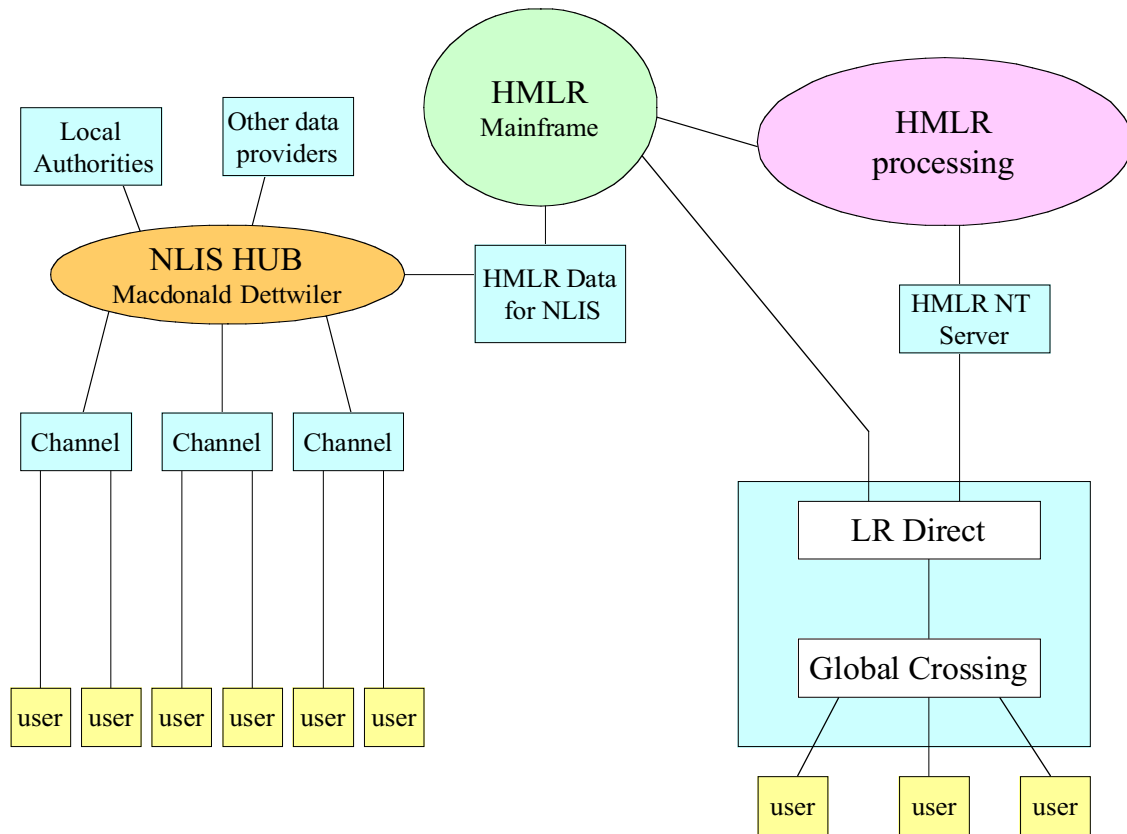 HMLR
Mainframe
HMLR
processing
Local
Authorities
Other data
providers
NLIS HUB
Macdonald Dettwiler
HMLR Data
for NLIS
HMLR NT
Server
Channel
Channel
Channel
LR Direct
Global Crossing
user
user
user
user
user
user
user
user
user